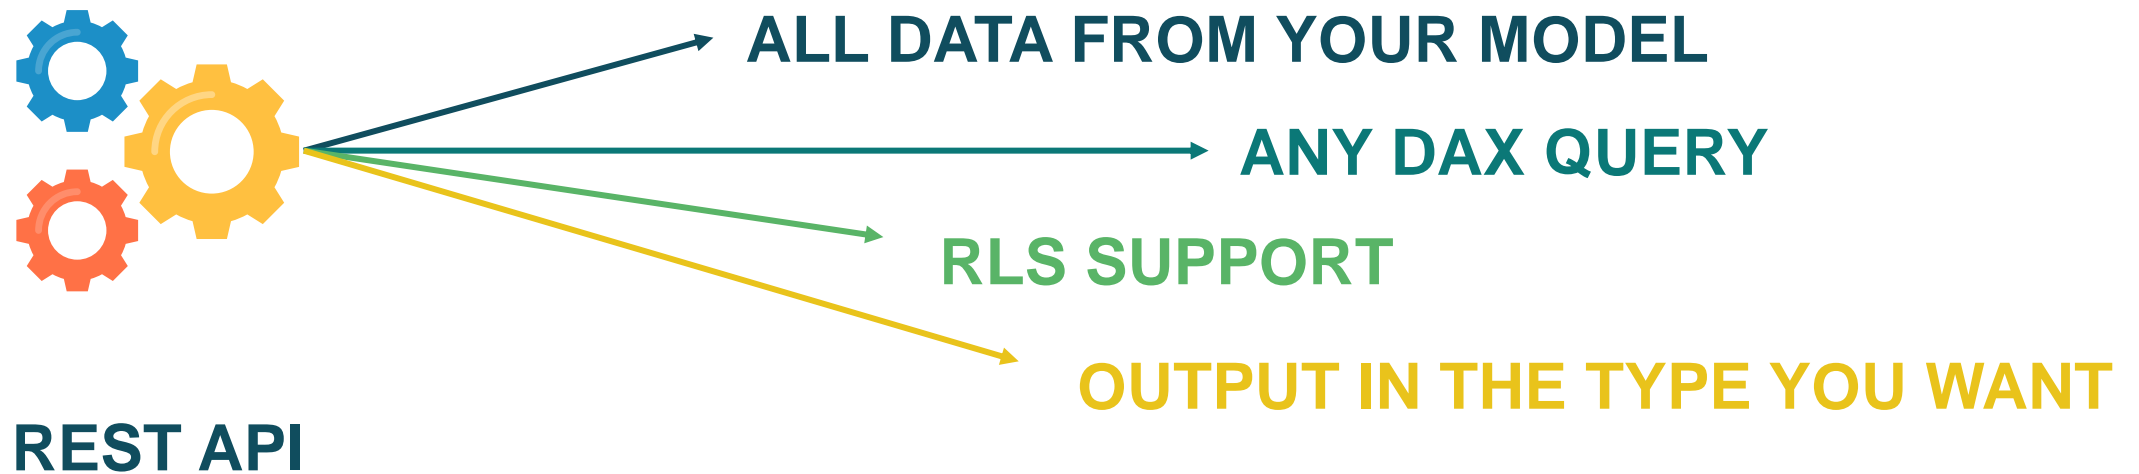 ALL DATA FROM YOUR MODEL
ANY DAX QUERY
RLS SUPPORT
OUTPUT IN THE TYPE YOU WANT
REST API